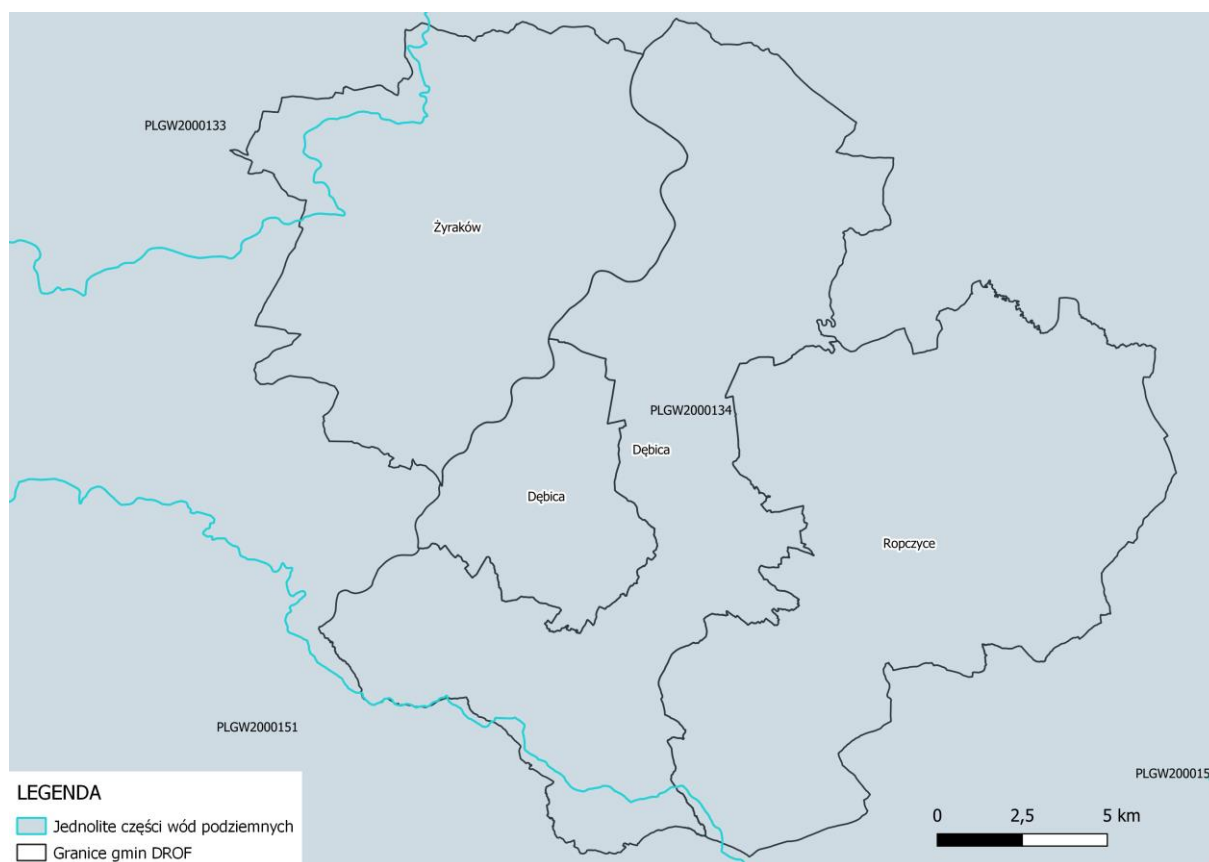 PLGW2000133
Żyraków
PLGW2000134
Dębica
Dębica
Ropczyce
PLGW2000151
PLGW200015
LEGENDA
Jednolite części wód podziemnych
Granice gmin DROF
0 2,5 5 km